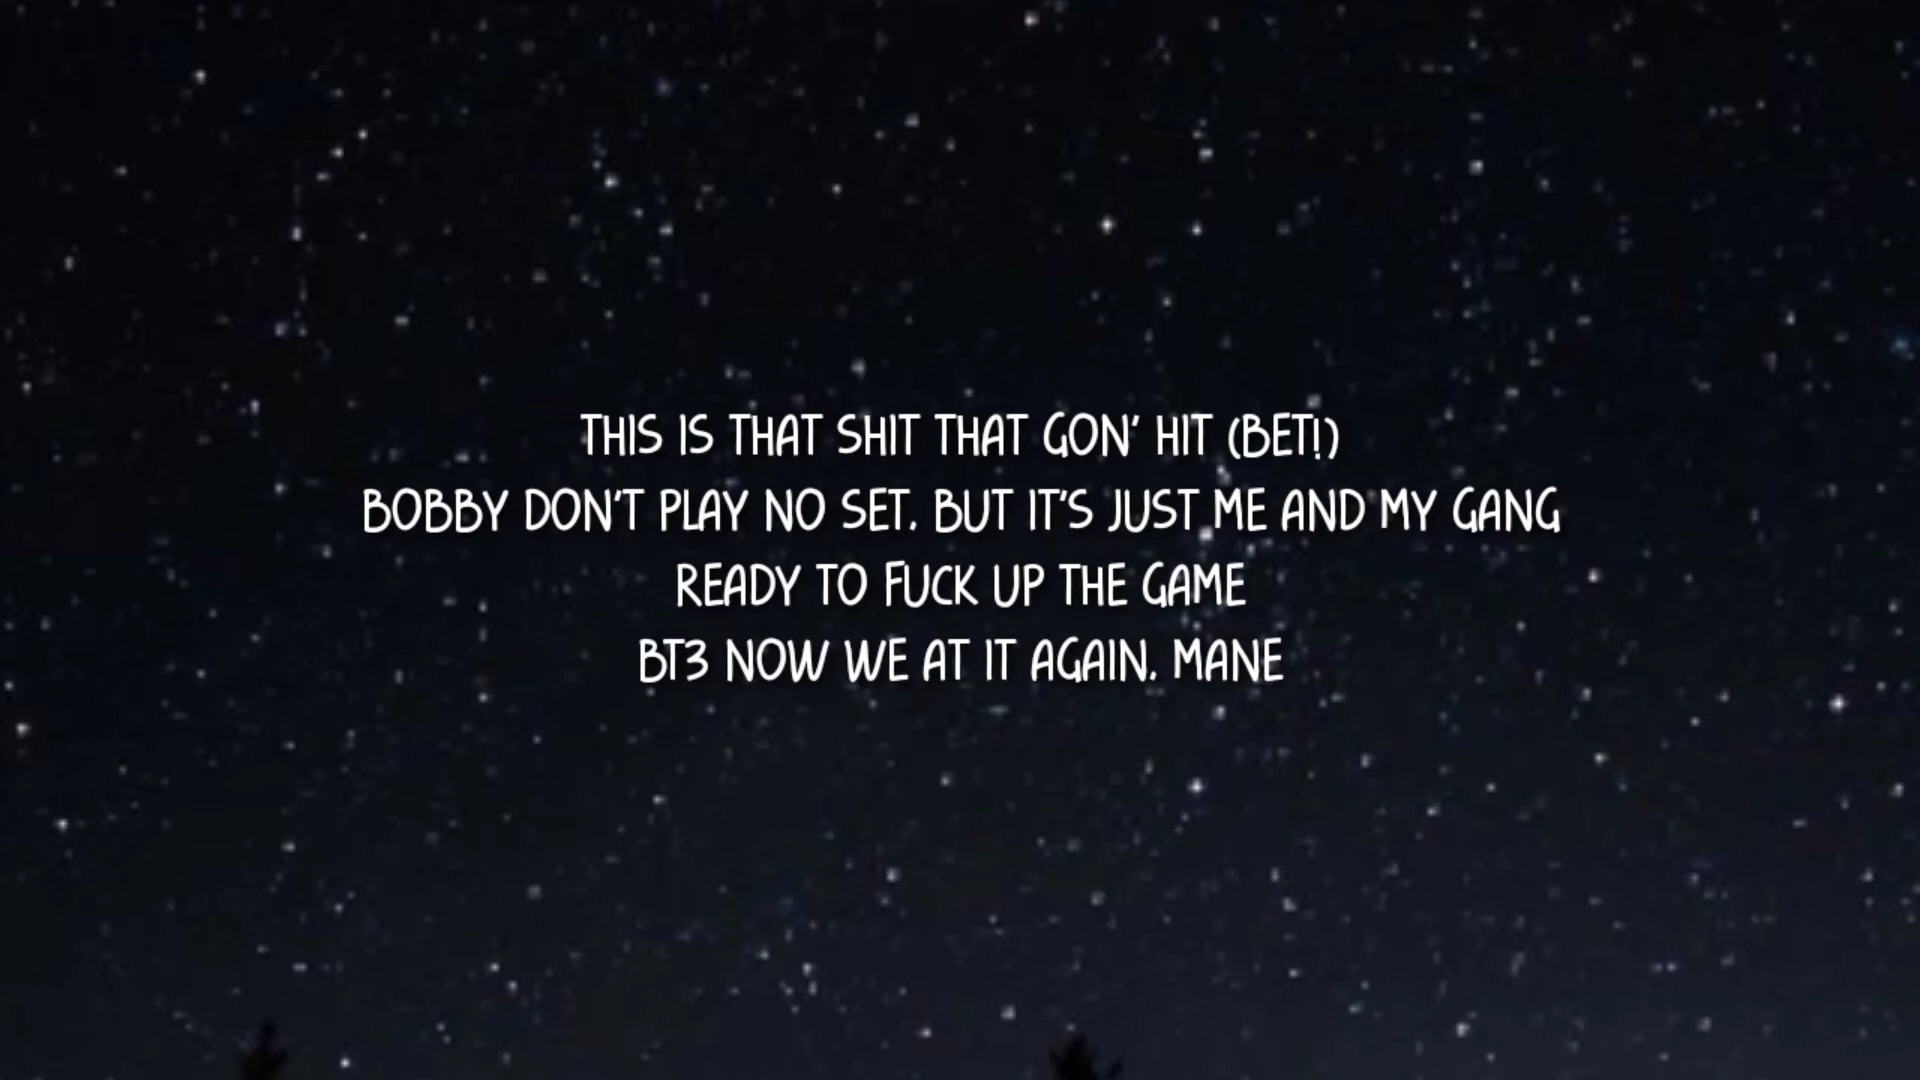 THIS IS THAT SHIT THAT GON' HIT (BET!)
BOBBY DON'T PLAY NO SET, BUT IT'S JUST ME AND MY GANG
READY TO FUCK UP THE GAME
BT3 NOW WE AT IT AGAIN, MANE